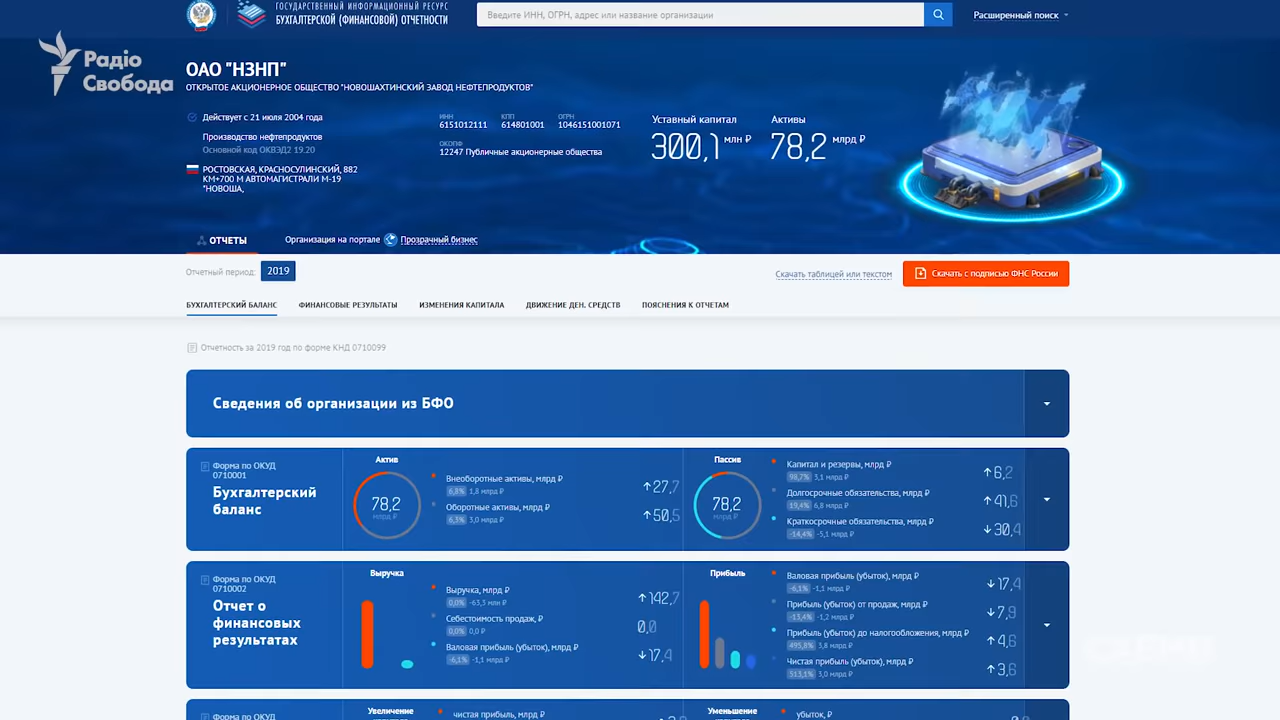 ГОСУДАРСТВЕННЫЙ ИНФОРМАЦИОННЫЙ РЕСУРС
БУХГАЛТЕРСКОЙ (ФИНАНСОВОЙ) ОТЧЕТНОСТИ
Введите ИНН, ОГРН, адрес или название организации
Расширенный поиск
Радіо
Свобода
ОАО "НЗНП"
ОТКРЫТОЕ АКЦИОНЕРНОЕ ОБЩЕСТВО "НОВОШАХТИНСКИЙ ЗАВОД НЕФТЕПРОДУКТОВ"
Действует с 21 июля 2004 года
Производство нефтепродуктов
Основной код ОКВЭД2 19.20
РОСТОВСКАЯ, КРАСНОСУЛИНСКИЙ, 882
КМ+700 М АВТОМАГИСТРАЛИ М-19
"НОВОША,
ИНН КПП ОГРН
6151012111 614801001 1046151001071
ОКОПФ
12247 Публичные акционерные общества
Уставный капитал
300,1 млн ₽
Активы
78,2 млрд ₽
ОТЧЕТЫ
Организация на портале Прозрачный бизнес
Отчетный период: 2019
Скачать таблицей или текстом
Скачать с подписью ФНС России
БУХГАЛТЕРСКИЙ БАЛАНС ФИНАНСОВЫЕ РЕЗУЛЬТАТЫ ИЗМЕНЕНИЯ КАПИТАЛА ДВИЖЕНИЕ ДЕН. СРЕДСТВ ПОЯСНЕНИЯ К ОТЧЕТАМ
Отчетность за 2019 год по форме КНД 0710099
Сведения об организации из БФО
Форма по ОКУД
0710001
Бухгалтерский
баланс
Актив
78,2
млрд ₽
Внеоборотные активы, млрд ₽
6,8% 1,8 млрд ₽
↑27,7
Оборотные активы, млрд ₽
6,3% 3,0 млрд ₽
↑50,5
Пассив
78,2
млрд ₽
Капитал и резервы, млрд ₽
98,7% 3,1 млрд ₽
↑6,2
Долгосрочные обязательства, млрд ₽
19,4% 6,8 млрд ₽
↑41,6
Краткосрочные обязательства, млрд ₽
-14,4% -5,1 млрд ₽
↓30,4
Форма по ОКУД
0710002
Отчет о
финансовых
результатах
Выручка
Выручка, млрд ₽
0,0% -63,5 млн ₽
↑142,7
Себестоимость продаж, ₽
0,0% 0,0 ₽
0,0
Валовая прибыль (убыток), млрд ₽
-6,1% -1,1 млрд ₽
↓17,4
Прибыль
Валовая прибыль (убыток), млрд ₽
-6,1% -1,1 млрд ₽
↓17,4
Прибыль (убыток) от продаж, млрд ₽
-13,4% -1,2 млрд ₽
↓7,9
Прибыль (убыток) до налогообложения, млрд ₽
495,8% 3,8 млрд ₽
↑4,6
Чистая прибыль (убыток), млрд ₽
513,1% 3,0 млрд ₽
↑3,6
Форма по ОКУД
Увеличение
чистая прибыль, млрд ₽
Уменьшение
убыток, ₽